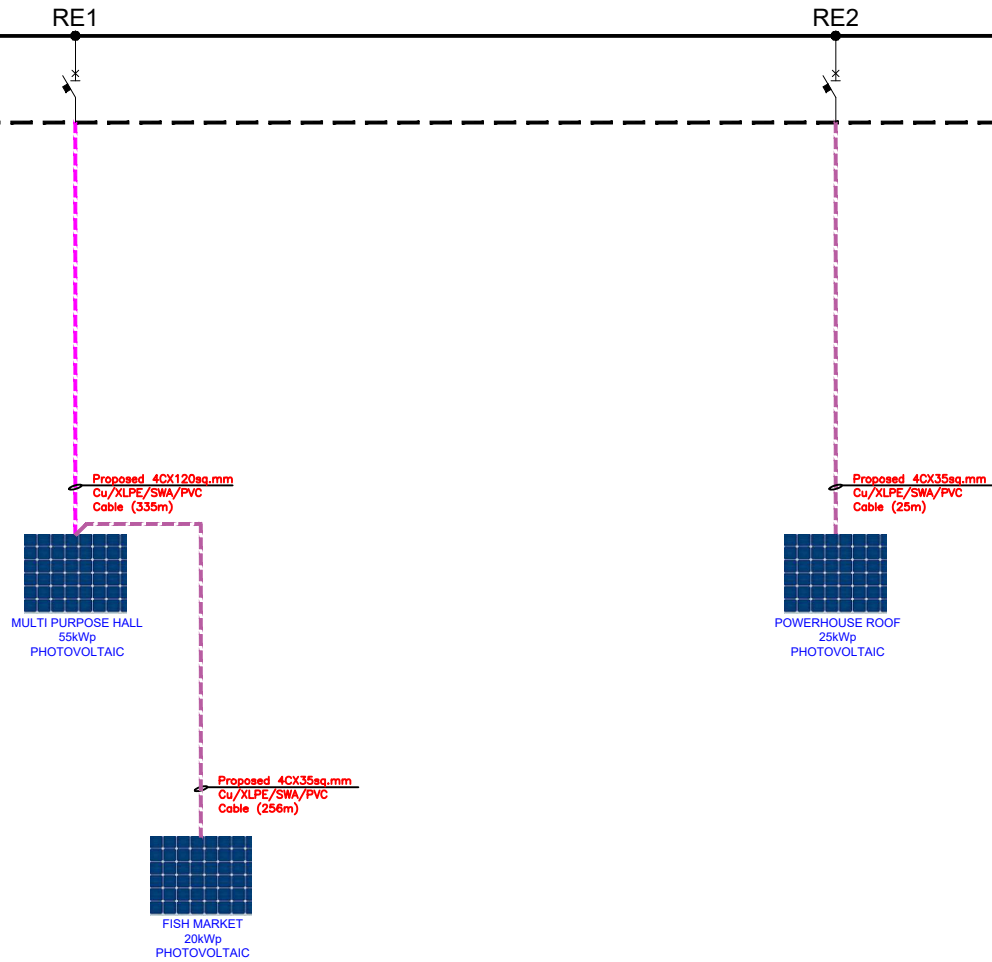 RE1
RE2
Proposed 4CX120sq.mm
Cu/XLPE/SWA/PVC
Cable (335m)
Proposed 4CX35sq.mm
Cu/XLPE/SWA/PVC
Cable (25m)
MULTI PURPOSE HALL
55kWp
PHOTOVOLTAIC
POWERHOUSE ROOF
25kWp
PHOTOVOLTAIC
Proposed 4CX35sq.mm
Cu/XLPE/SWA/PVC
Cable (256m)
FISH MARKET
20kWp
PHOTOVOLTAIC